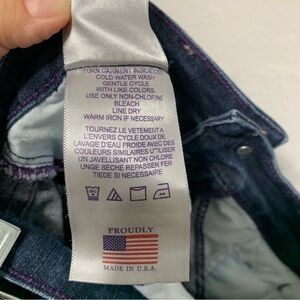 TURN GARMENT INSIDE OUT
COLD WATER WASH
GENTLE CYCLE
WITH LIKE COLORS
USE ONLY NON-CHLORINE
BLEACH
LINE DRY
WARM IRON IF NECESSARY
TOURNEZ LE VETEMENT A
L'ENVERS CYCLE DOUX DE
LAVAGE D'EAU FROIDE AVEC DES
COULEURS SIMILAIRES UTILISER
UN JAVELLISANT NON CHLORE
LINGE SECHE REPASSER FER
TIEDE SI NECESSAIRE
PROUDLY
MADE IN U.S.A.